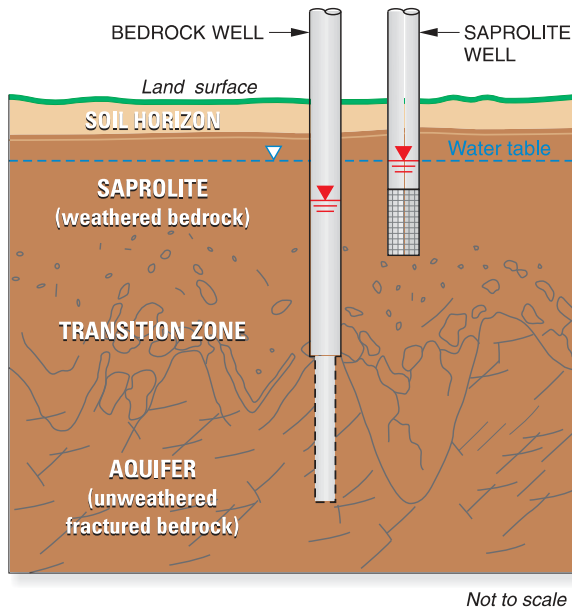 BEDROCK WELL
SAPROLITE
WELL
Land surface
SOIL HORIZON
Water table
SAPROLITE
(weathered bedrock)
TRANSITION ZONE
AQUIFER
(unweathered
fractured bedrock)
Not to scale